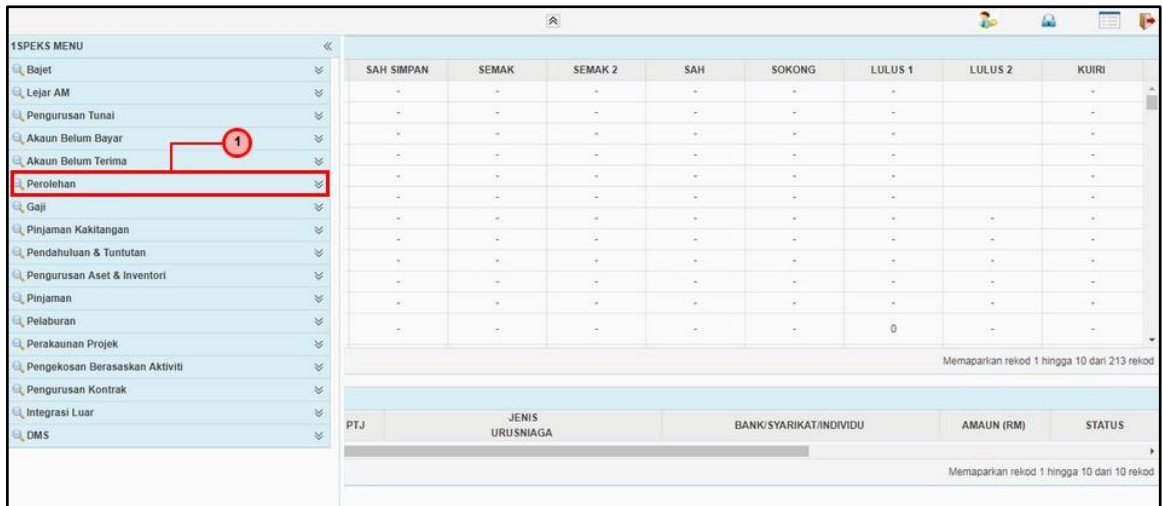 1SPEKS MENU
Bajet
Lejar AM
Pengurusan Tunai
Akaun Belum Bayar
Akaun Belum Terima
Perolehan
Gaji
Pinjaman Kakitangan
Pendahuluan & Tuntutan
Pengurusan Aset & Inventori
Pinjaman
Pelaburan
Perakaunan Projek
Pengekosan Berasaskan Aktiviti
Pengurusan Kontrak
Integrasi Luar
DMS
1
SAH SIMPAN SEMAK SEMAK 2 SAH SOKONG LULUS 1 LULUS 2 KUIRI
- - - - - - -
- - - - - - -
- - - - - - -
- - - - - - -
- - - - - - -
- - - - - - -
- - - - - - - -
- - - - - - - -
- - - - - - - -
- - - - - - - -
- - - - - - - -
- - - - - 0 - -
Memaparkan rekod 1 hingga 10 dari 213 rekod
PTJ JENIS URUSNIAGA BANK/SYARIKAT/INDIVIDU AMAUN (RM) STATUS
Memaparkan rekod 1 hingga 10 dari 10 rekod